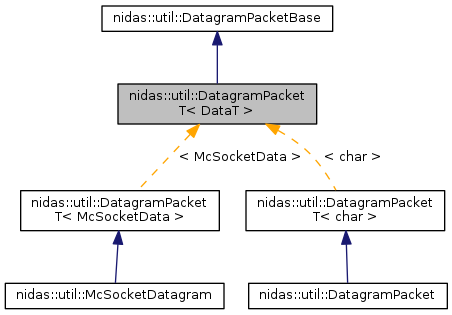 nidas::util::DatagramPacketBase
nidas::util::DatagramPacket
T< DataT >
< McSocketData >
< char >
nidas::util::DatagramPacket
T< McSocketData >
nidas::util::DatagramPacket
T< char >
nidas::util::McSocketDatagram
nidas::util::DatagramPacket